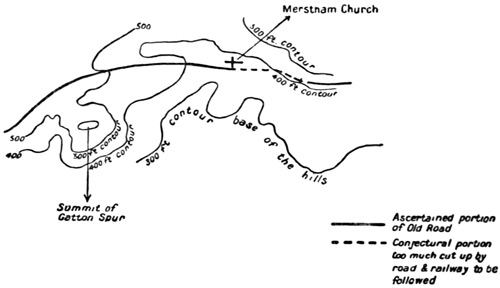 Merstham Church
500
500 ft contour
400 ft contour
500
400
500 ft contour
400 ft contour
300 ft contour base of the hills
Summit of
Gatton Spur
Ascertained portion
of Old Road
Conjectural portion
too much cut up by
road & railway to be
followed